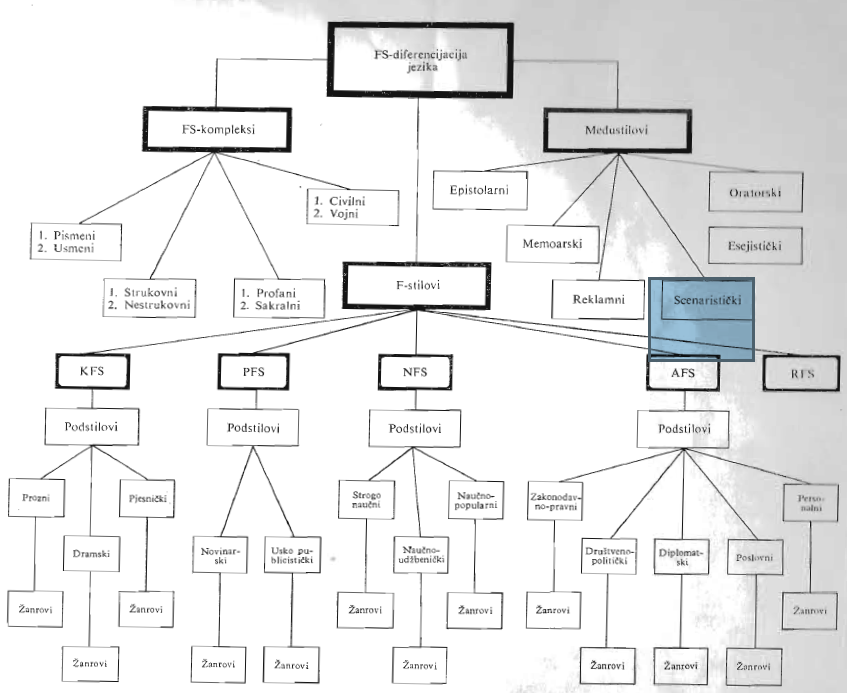 FS-diferencijacija
jezika
FS-kompleksi
Međustilovi
1. Civilni
2. Vojni
Epistolarni
Oratorski
1. Pismeni
2. Usmeni
Memoarski
Esejistički
1. Strukovni
2. Nestrukovni
1. Profani
2. Sakralni
F-stilovi
Reklamni
Scenaristički
KFS
PFS
NFS
AFS
RFS
Podstilovi
Podstilovi
Podstilovi
Podstilovi
Prozni
Pjesnički
Strogo
naučni
Naučno-
popularni
Zakonodav-
no-pravni
Perso-
nalni
Dramski
Novinar-
ski
Usko pu-
blicistički
Naučno-
udžbenički
Društveno-
politički
Diplomat-
ski
Poslovni
Žanrovi
Žanrovi
Žanrovi
Žanrovi
Žanrovi
Žanrovi
Žanrovi
Žanrovi
Žanrovi
Žanrovi
Žanrovi
Žanrovi
Žanrovi
Žanrovi